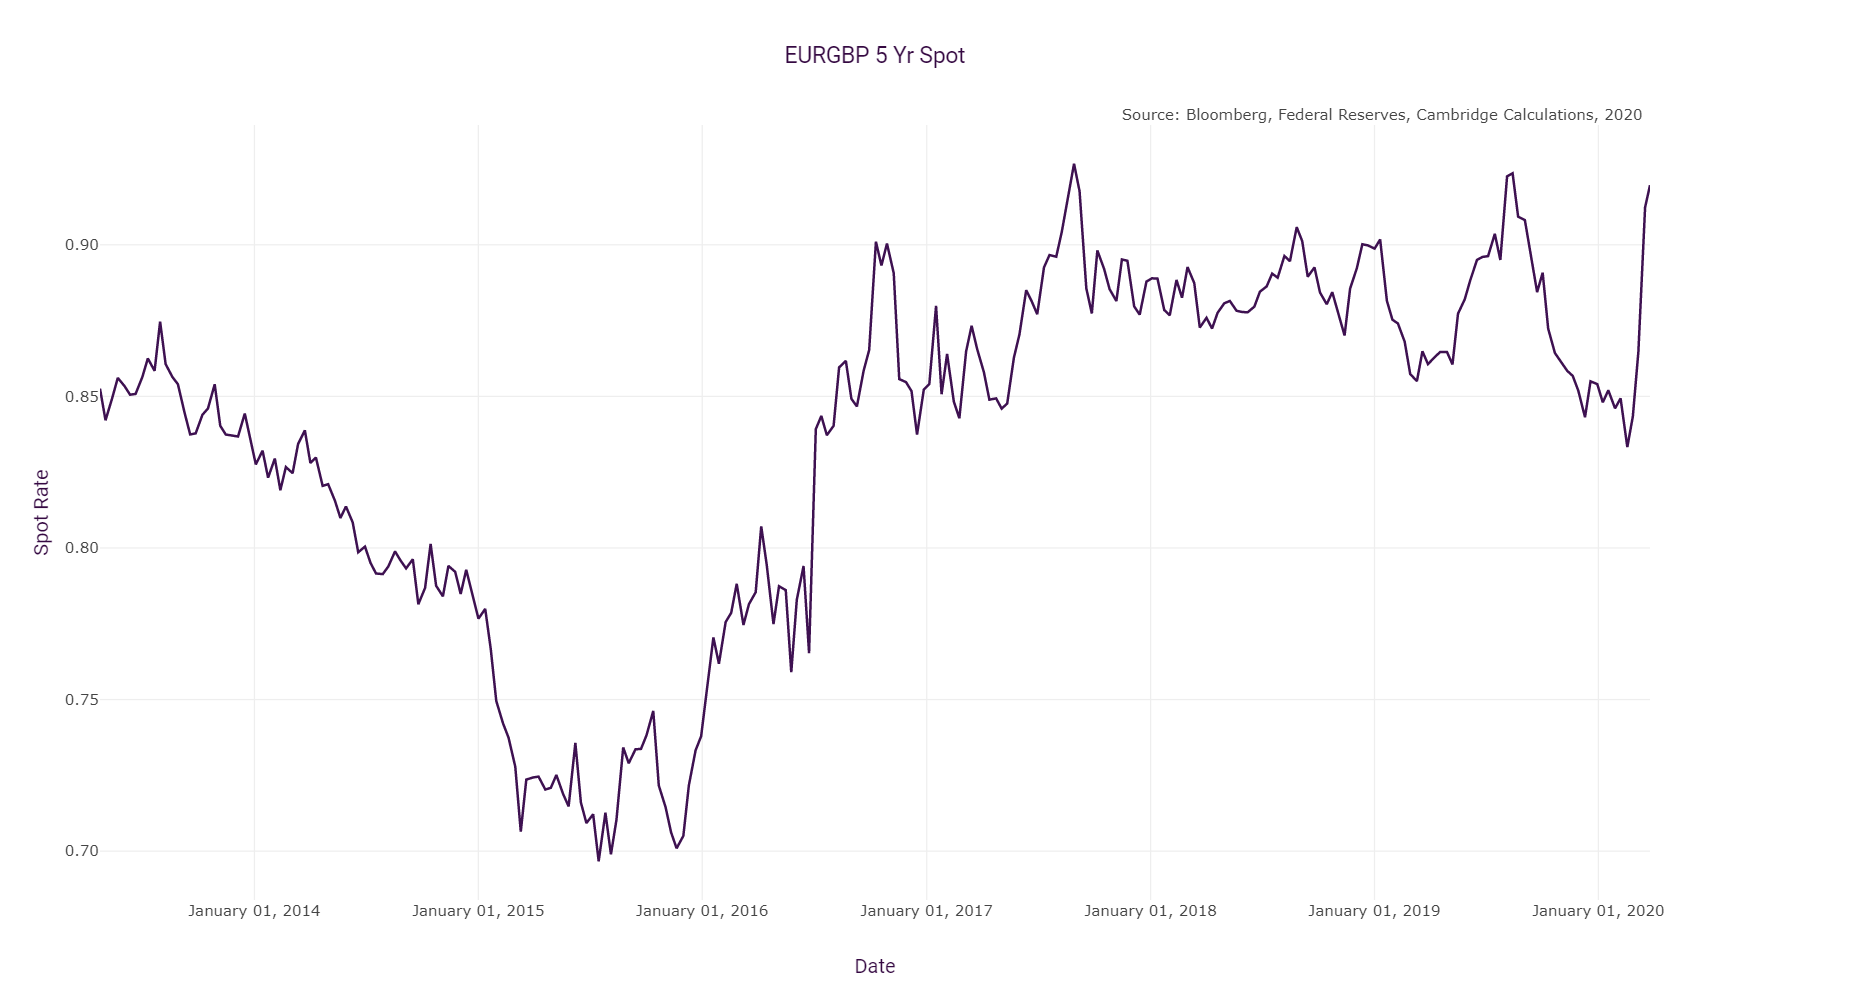 EURGBP 5 Yr Spot
Source: Bloomberg, Federal Reserves, Cambridge Calculations, 2020
0.90
0.85
0.80
0.75
0.70
Spot Rate
January 01, 2014
January 01, 2015
January 01, 2016
January 01, 2017
January 01, 2018
January 01, 2019
January 01, 2020
Date